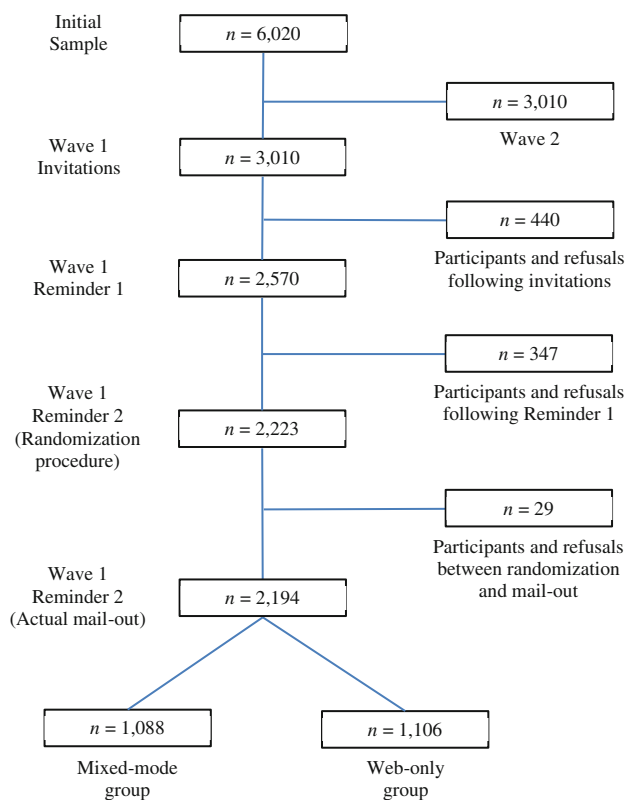 Initial
Sample
n = 6,020
n = 3,010
Wave 2
Wave 1
Invitations
n = 3,010
n = 440
Participants and refusals
following invitations
Wave 1
Reminder 1
n = 2,570
n = 347
Participants and refusals
following Reminder 1
Wave 1
Reminder 2
(Randomization
procedure)
n = 2,223
n = 29
Participants and refusals
between randomization
and mail-out
Wave 1
Reminder 2
(Actual mail-out)
n = 2,194
n = 1,088
Mixed-mode
group
n = 1,106
Web-only
group